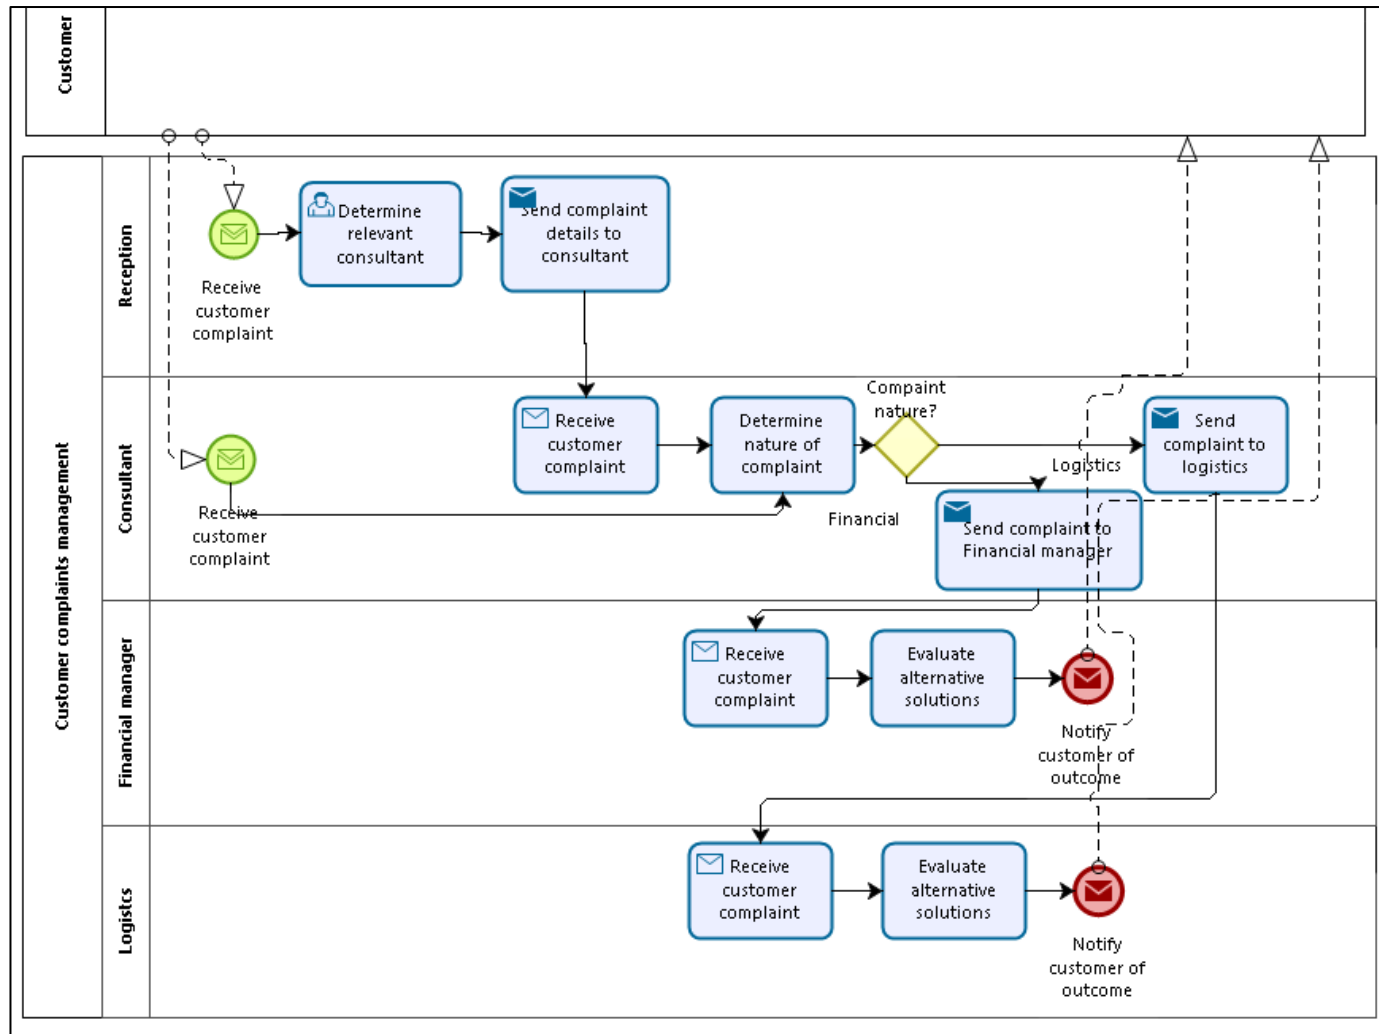 Customer
Customer complaints management
Reception
Receive
customer
complaint
Determine
relevant
consultant
Send complaint
details to
consultant
Consultant
Receive
customer
complaint
Receive
customer
complaint
Determine
nature of
complaint
Compaint
nature?
Logistics
Financial
Send
complaint to
logistics
Send complaint to
Financial manager
Financial manager
Receive
customer
complaint
Evaluate
alternative
solutions
Notify
customer of
outcome
Logistcs
Receive
customer
complaint
Evaluate
alternative
solutions
Notify
customer of
outcome